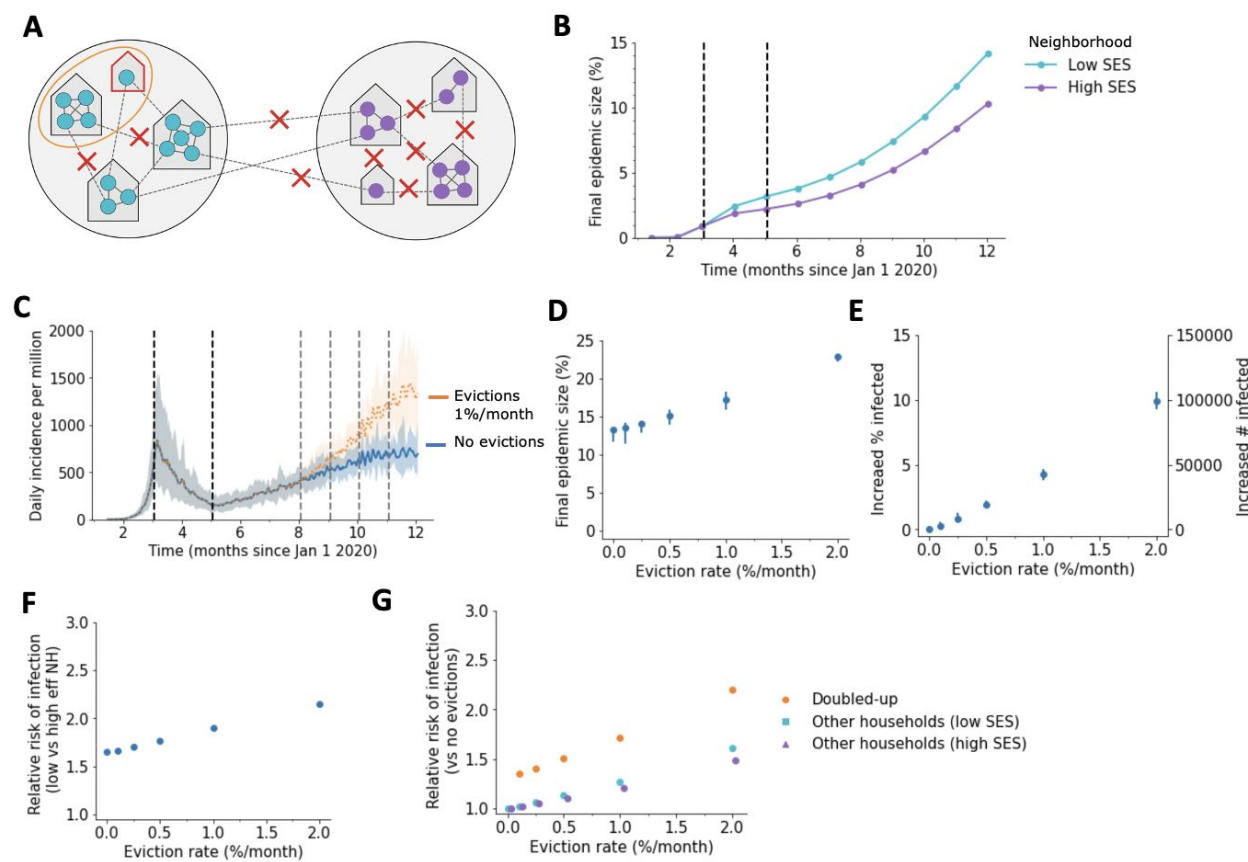 A
B
Final epidemic size (%)
15
10
5
0
2
4
6
8
10
12
Time (months since Jan 1 2020)
Neighborhood
Low SES
High SES
C
Daily incidence per million
2000
1500
1000
500
0
2
4
6
8
10
12
Time (months since Jan 1 2020)
Evictions
1%/month
No evictions
D
Final epidemic size (%)
25
20
15
10
5
0
0.0
0.5
1.0
1.5
2.0
Eviction rate (%/month)
E
Increaed % infected
15
10
5
0
150000
100000
50000
0
Increased # infected
0.0
0.5
1.0
1.5
2.0
Eviction rate (%/month)
F
Relative risk of infection
(low vs high eff NH)
3.0
2.5
2.0
1.5
1.0
0.0
0.5
1.0
1.5
2.0
Eviction rate (%/month)
G
Relative risk of infection
(vs no evictions)
3.0
2.5
2.0
1.5
1.0
0.0
0.5
1.0
1.5
2.0
Eviction rate (%/month)
Doubled-up
Other households (low SES)
Other households (high SES)